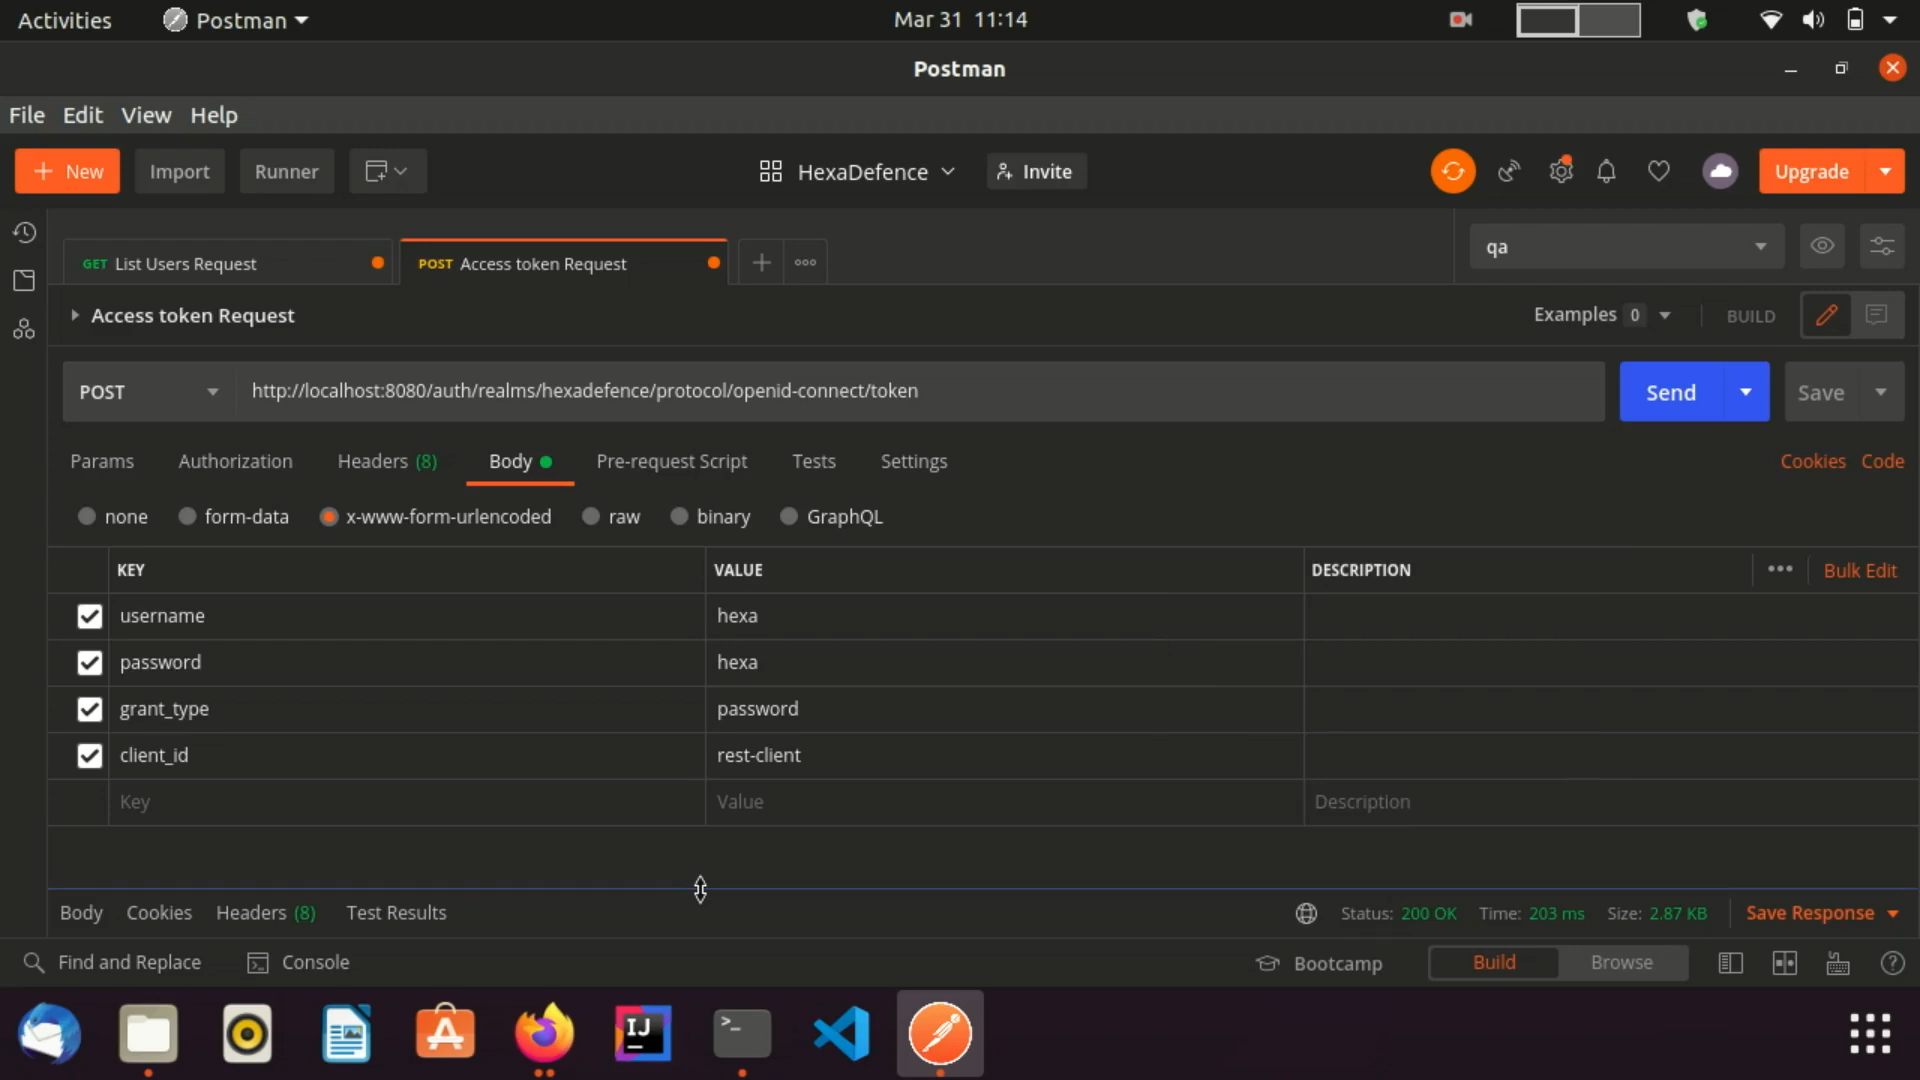 Activities Postman Mar 31 11:14
Postman
File Edit View Help
+ New Import Runner HexaDefence Invite Upgrade
GET List Users Request POST Access token Request qa
Access token Request Examples 0 BUILD
POST http://localhost:8080/auth/realms/hexadefence/protocol/openid-connect/token Send Save
Params Authorization Headers (8) Body Pre-request Script Tests Settings Cookies Code
none form-data x-www-form-urlencoded raw binary GraphQL
KEY VALUE DESCRIPTION ••• Bulk Edit
username hexa
password hexa
grant_type password
client_id rest-client
Key Value Description
Body Cookies Headers (8) Test Results Status: 200 OK Time: 203 ms Size: 2.87 KB Save Response
Find and Replace Console Bootcamp Build Browse
IJ